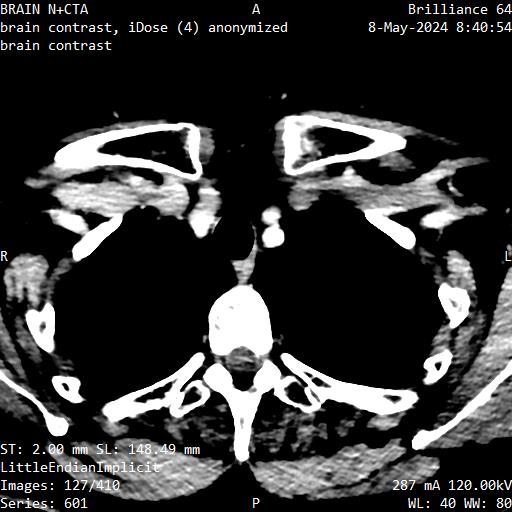 BRAIN N+CTA
brain contrast, iDose (4) anonymized
brain contrast
A
Brilliance 64
8-May-2024 8:40:54
R
L
ST: 2.00 mm SL: 148.49 mm
LittleEndianImplicit
Images: 127/410
Series: 601
P
287 mA 120.00kV
WL: 40 WW: 80